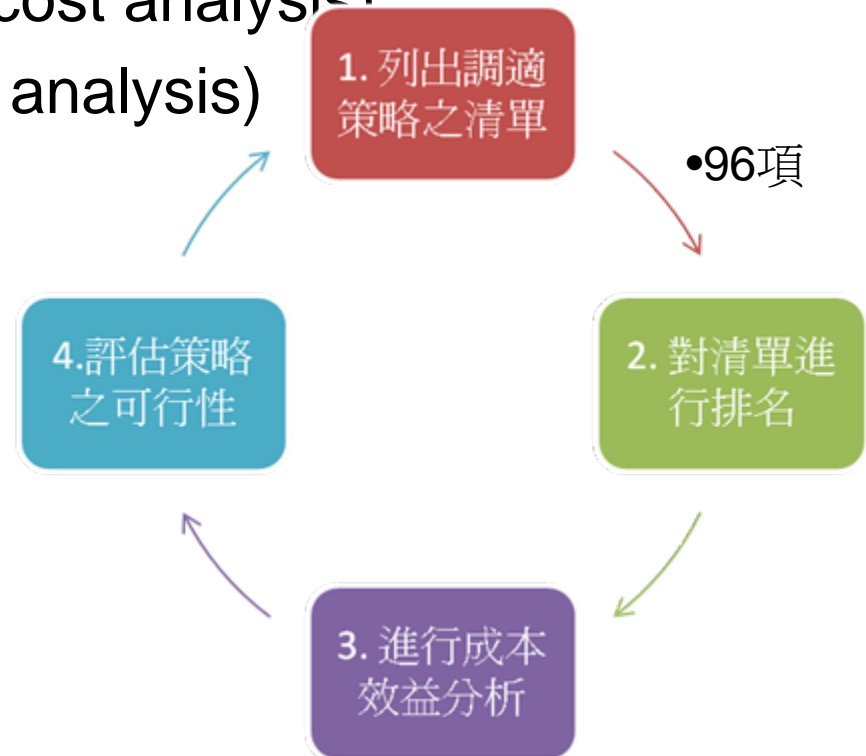 cost analysis)
analysis)
1. 列出調適
策略之清單
•96項
2. 對清單進
行排名
3. 進行成本
效益分析
4.評估策略
之可行性